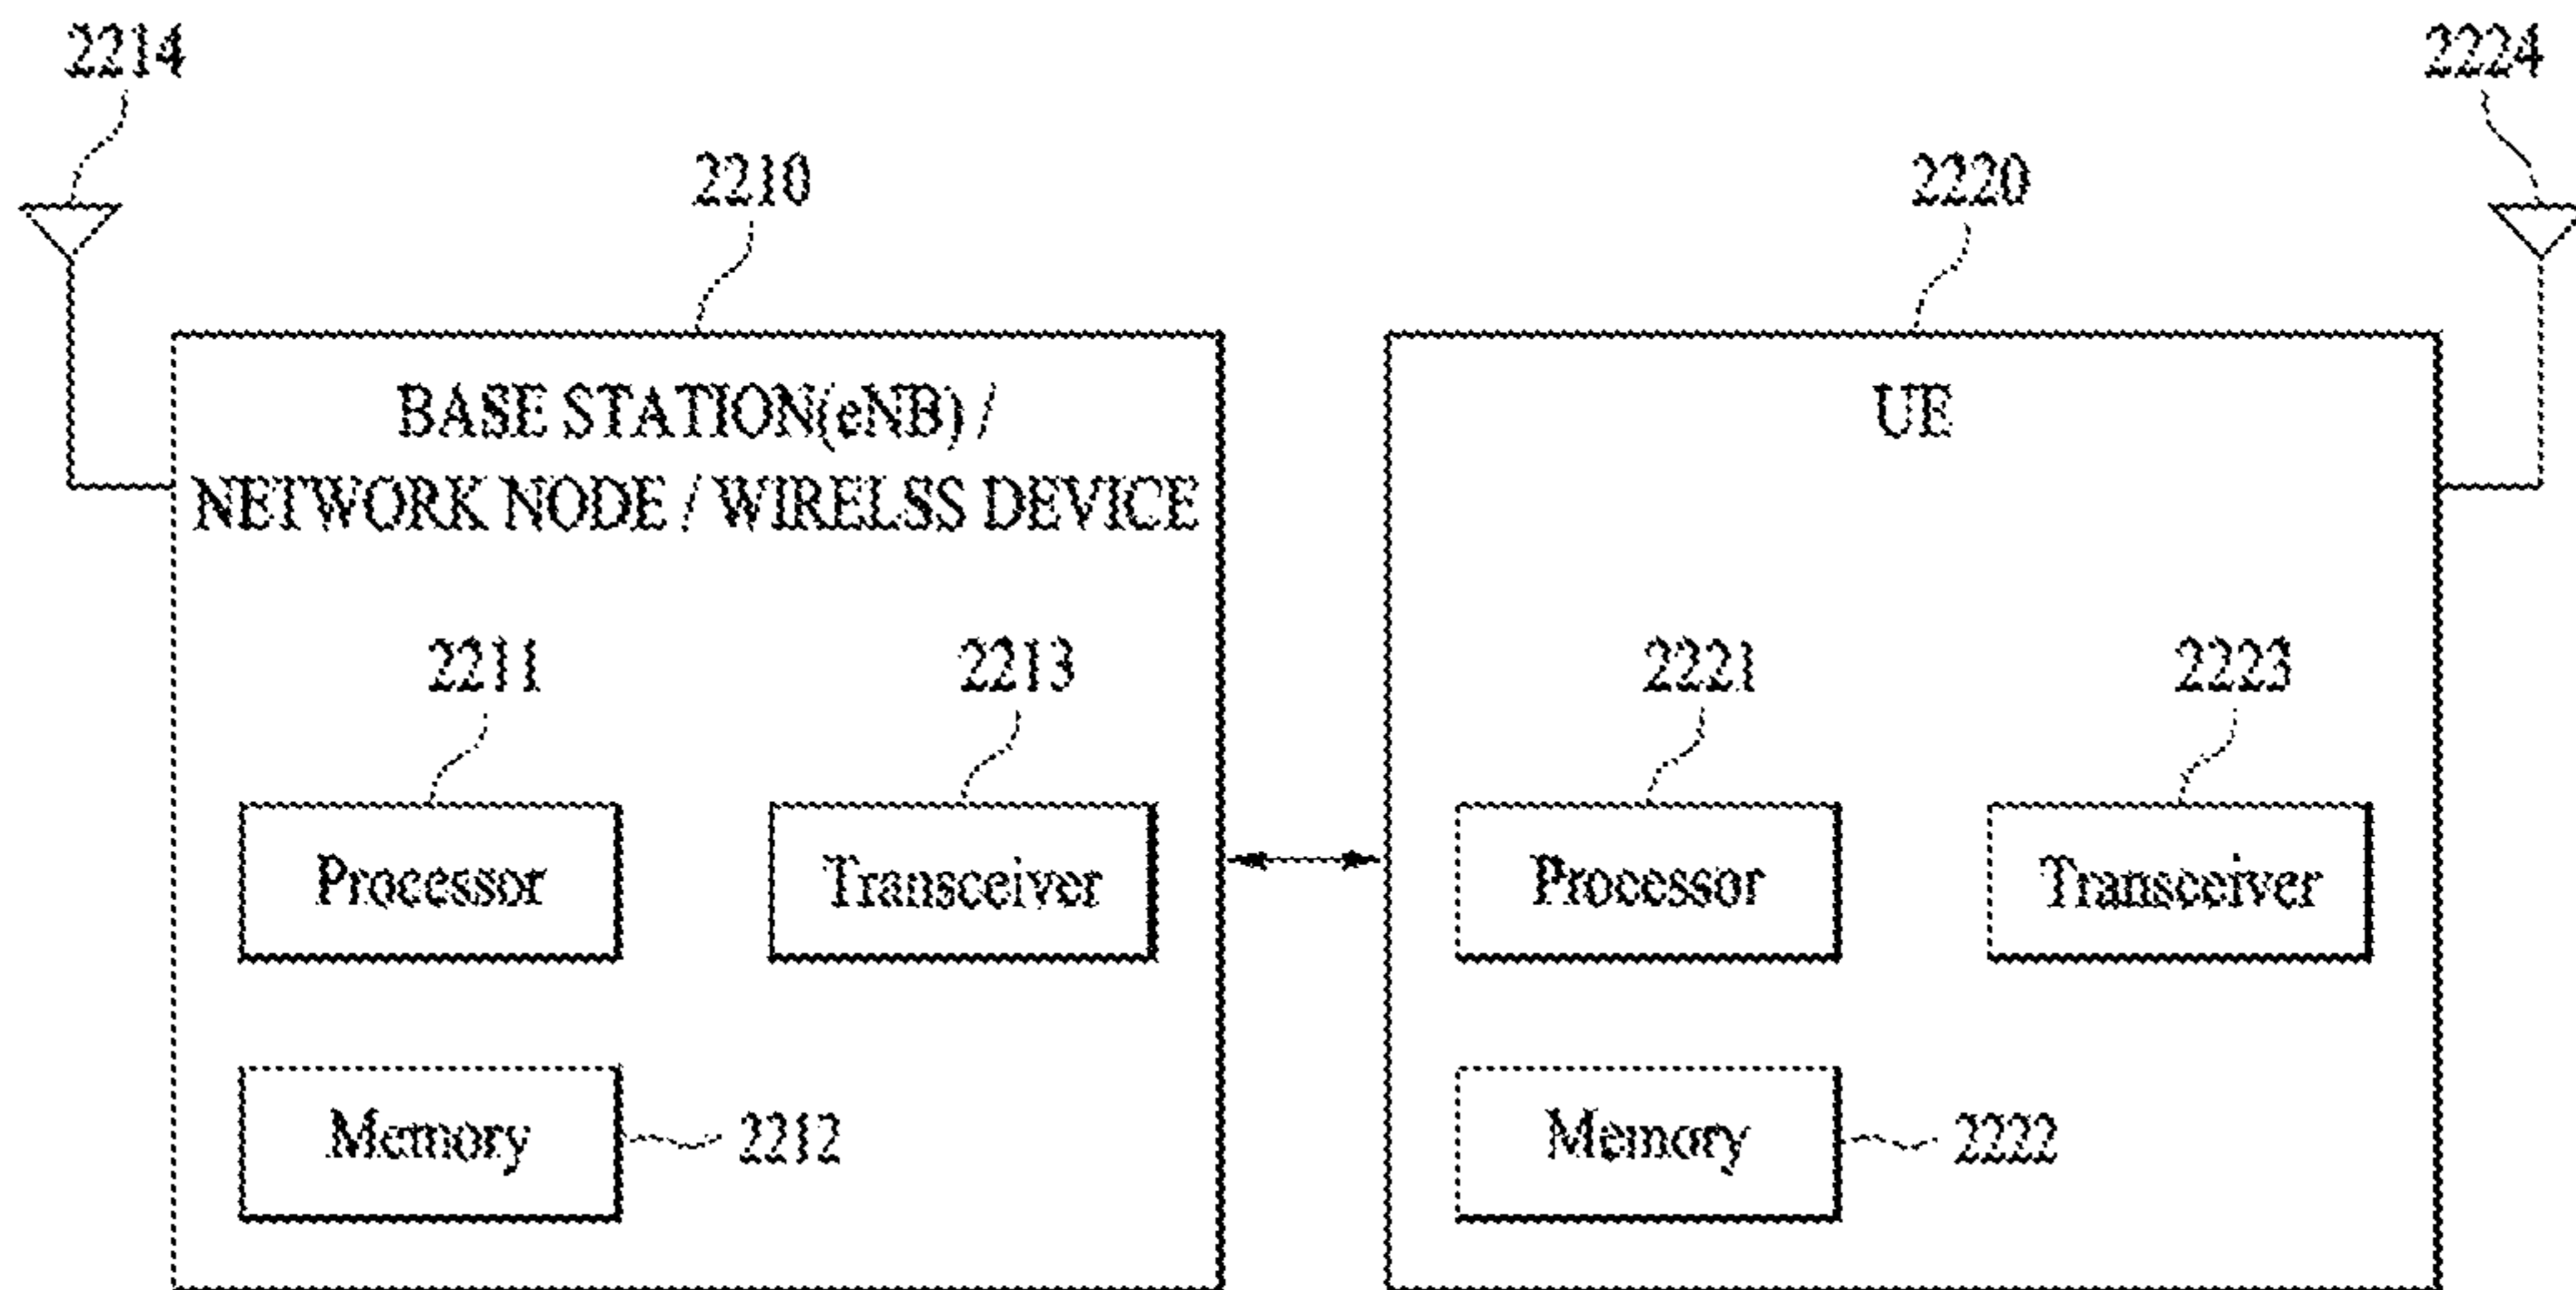 2214
2224
2210
2220
BASE STATION(eNB) /
NETWORK NODE / WIRELSS DEVICE
UE
2211
2213
2221
2223
Processor
Transceiver
Processor
Transceiver
Memory
2212
Memory
2222